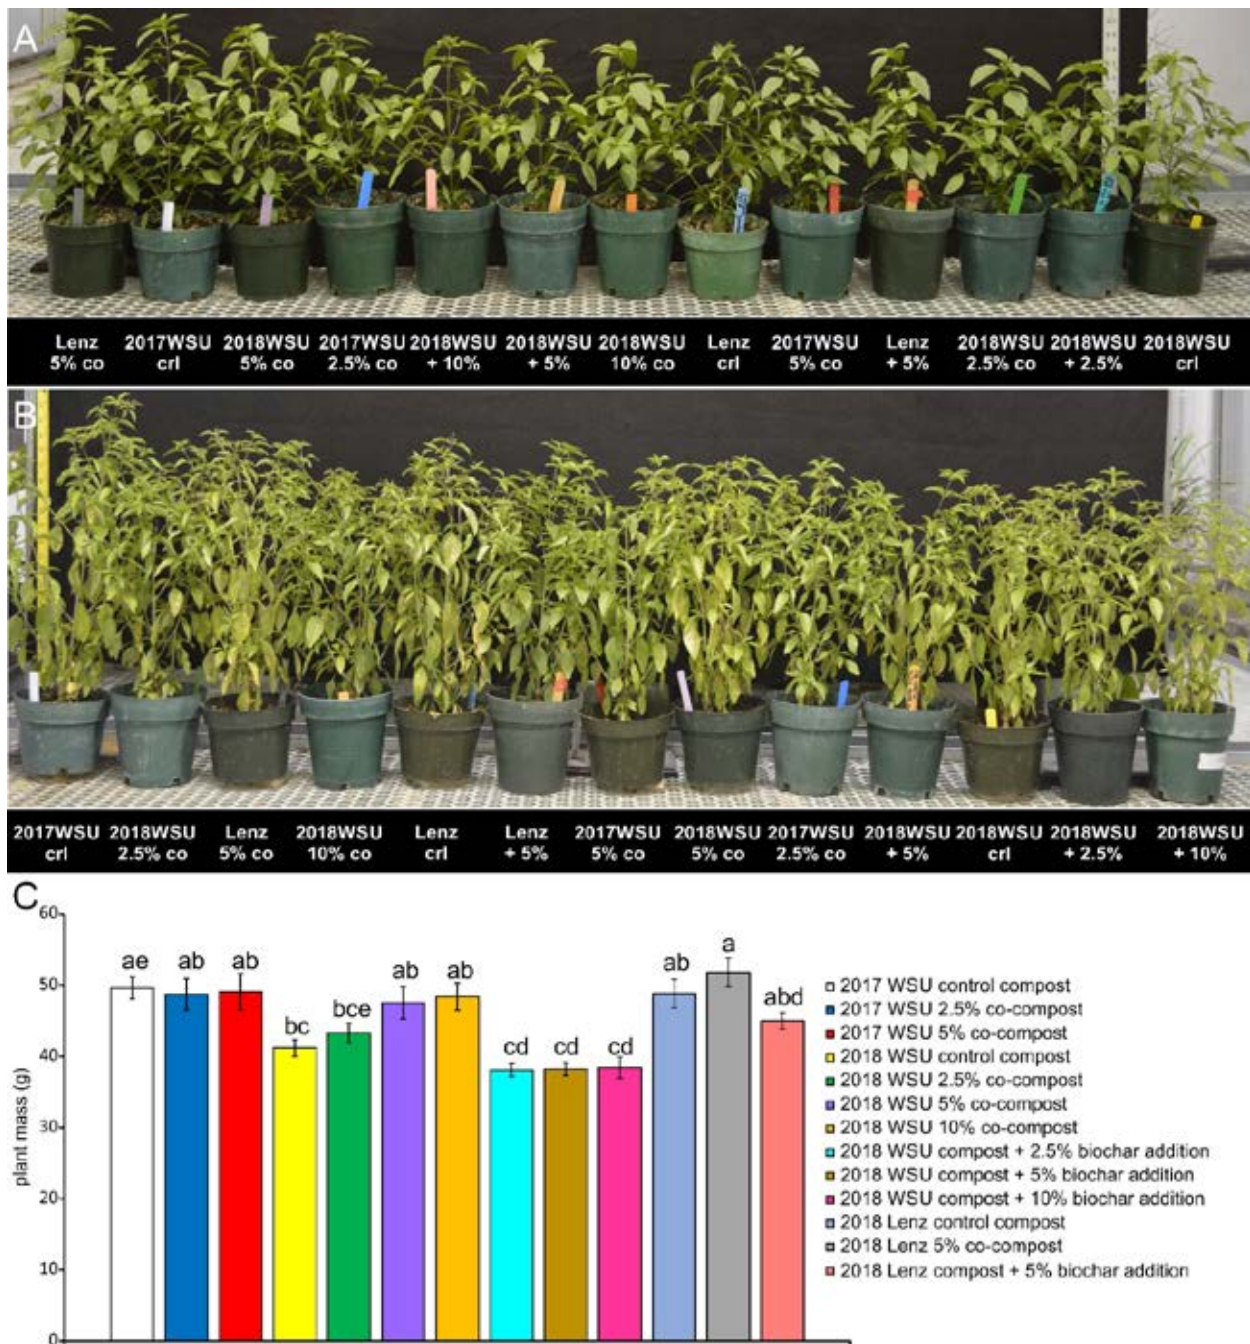 A
Lenz 2017WSU 2018WSU 2017WSU 2018WSU 2018WSU 2018WSU Lenz 2017WSU Lenz 2018WSU 2018WSU 2018WSU
5% co crl 5% co 2.5% co + 10% + 5% 10% co crl 5% co + 5% 2.5% co + 2.5% crl
B
2017WSU 2018WSU Lenz 2018WSU Lenz Lenz 2017WSU 2018WSU 2017WSU 2018WSU 2018WSU 2018WSU 2018WSU
crl 2.5% co 5% co 10% co crl + 5% 5% co 5% co 2.5% co + 5% crl + 2.5% + 10%
C
plant mass (g)
60
50
40
30
20
10
0
ae ab ab bc bce ab ab cd cd cd ab a abd
2017 WSU control compost
2017 WSU 2.5% co-compost
2017 WSU 5% co-compost
2018 WSU control compost
2018 WSU 2.5% co-compost
2018 WSU 5% co-compost
2018 WSU 10% co-compost
2018 WSU compost + 2.5% biochar addition
2018 WSU compost + 5% biochar addition
2018 WSU compost + 10% biochar addition
2018 Lenz control compost
2018 Lenz 5% co-compost
2018 Lenz compost + 5% biochar addition